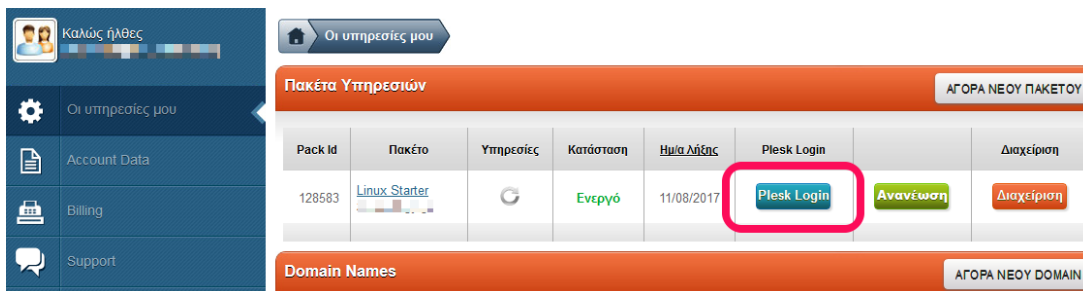 Καλώς ήλθες
Οι υπηρεσίες μου
Οι υπηρεσίες μου
Account Data
Billing
Support
Πακέτα Υπηρεσιών
ΑΓΟΡΑ ΝΕΟΥ ΠΑΚΕΤΟΥ
Pack Id Πακέτο Υπηρεσίες Κατάσταση Ημ/α Λήξης Plesk Login Διαχείριση
128583 Linux Starter Ενεργό 11/08/2017 Plesk Login Ανανέωση Διαχείριση
Domain Names
ΑΓΟΡΑ ΝΕΟΥ DOMAIN